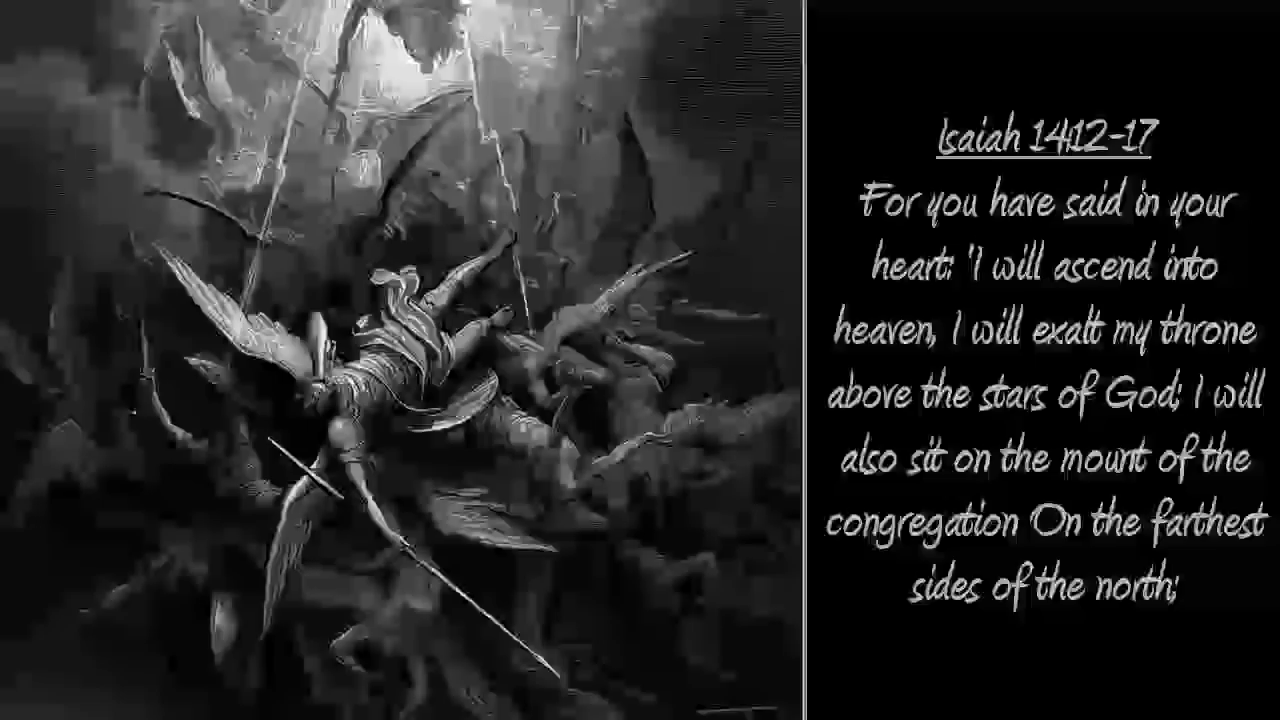 Isaiah 14:12-17
For you have said in your
heart: 'I will ascend into
heaven, I will exalt my throne
above the stars of God; I will
also sit on the mount of the
congregation On the farthest
sides of the north;